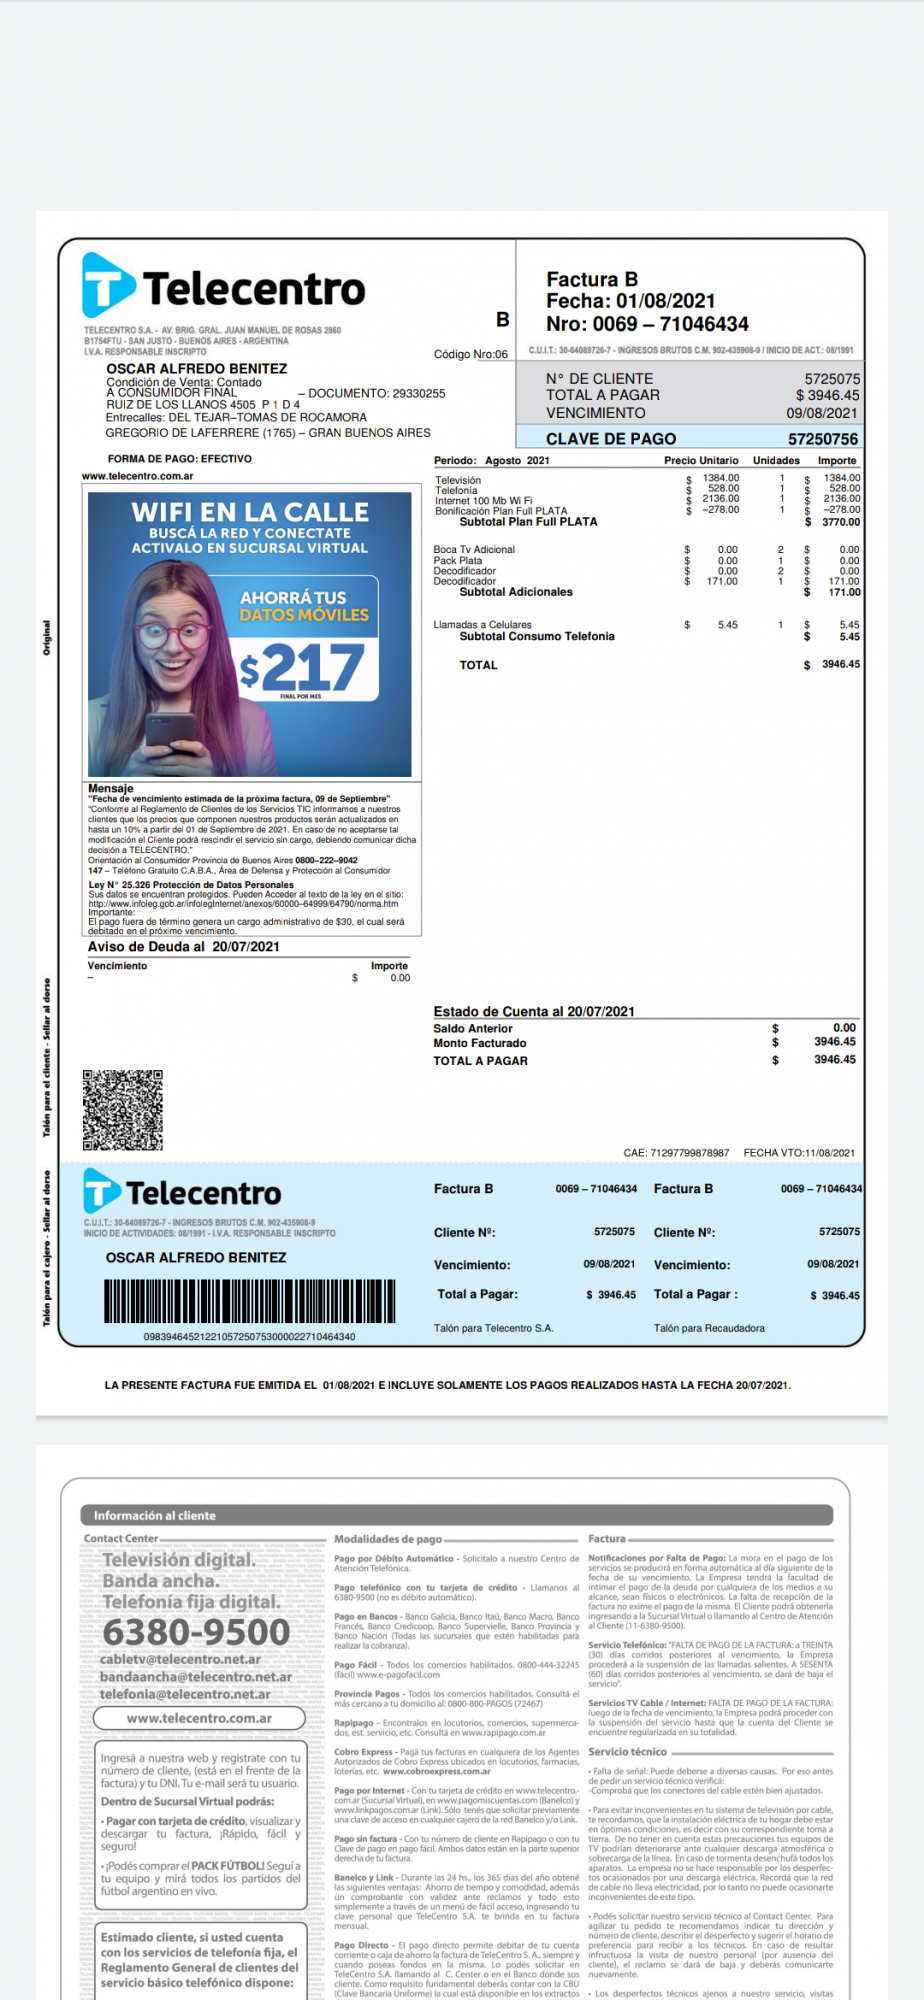 Telecentro
TELECENTRO S.A. - AV. BRIG. GRAL. JUAN MANUEL DE ROSAS 2860
B1754FTU - SAN JUSTO - BUENOS AIRES - ARGENTINA
I.V.A. RESPONSABLE INSCRIPTO
B
Código Nro:06
Factura B
Fecha: 01/08/2021
Nro: 0069 – 71046434
C.U.I.T.: 30-64089726-7 - INGRESOS BRUTOS C.M. 902-435908-9 / INICIO DE ACT.: 08/1991
OSCAR ALFREDO BENITEZ
Condición de Venta: Contado
A CONSUMIDOR FINAL – DOCUMENTO: 29330255
RUIZ DE LOS LLANOS 4505 P 1 D 4
Entrecalles: DEL TEJAR–TOMAS DE ROCAMORA
GREGORIO DE LAFERRERE (1765) – GRAN BUENOS AIRES
N° DE CLIENTE 5725075
TOTAL A PAGAR $ 3946.45
VENCIMIENTO 09/08/2021
CLAVE DE PAGO 57250756
FORMA DE PAGO: EFECTIVO
www.telecentro.com.ar
WIFI EN LA CALLE
BUSCÁ LA RED Y CONECTATE
ACTIVALO EN SUCURSAL VIRTUAL
AHORRÁ TUS
DATOS MÓVILES
$217
FINAL POR MES
Periodo: Agosto 2021 Precio Unitario Unidades Importe
Televisión $ 1384.00 1 $ 1384.00
Telefonía $ 528.00 1 $ 528.00
Internet 100 Mb Wi Fi $ 2136.00 1 $ 2136.00
Bonificación Plan Full PLATA $ –278.00 1 $ –278.00
Subtotal Plan Full PLATA $ 3770.00
Boca Tv Adicional $ 0.00 2 $ 0.00
Pack Plata $ 0.00 1 $ 0.00
Decodificador $ 0.00 2 $ 0.00
Decodificador $ 171.00 1 $ 171.00
Subtotal Adicionales $ 171.00
Llamadas a Celulares $ 5.45 1 $ 5.45
Subtotal Consumo Telefonia $ 5.45
TOTAL $ 3946.45
Original
Mensaje
"Fecha de vencimiento estimada de la próxima factura, 09 de Septiembre"
"Conforme al Reglamento de Clientes de los Servicios TIC informamos a nuestros
clientes que los precios que componen nuestros productos serán actualizados en
hasta un 10% a partir del 01 de Septiembre de 2021. En caso de no aceptarse tal
modificación el Cliente podrá rescindir el servicio sin cargo, debiendo comunicar dicha
decisión a TELECENTRO."
Orientación al Consumidor Provincia de Buenos Aires 0800–222–9042
147 – Teléfono Gratuito C.A.B.A., Área de Defensa y Protección al Consumidor
Ley N° 25.326 Protección de Datos Personales
Sus datos se encuentran protegidos. Pueden Acceder al texto de la ley en el sitio:
http://www.infoleg.gob.ar/infolegInternet/anexos/60000–64999/64790/norma.htm
Importante:
El pago fuera de término genera un cargo administrativo de $30, el cual será
debitado en el próximo vencimiento.
Aviso de Deuda al 20/07/2021
Vencimiento Importe
– $ 0.00
Estado de Cuenta al 20/07/2021
Saldo Anterior $ 0.00
Monto Facturado $ 3946.45
TOTAL A PAGAR $ 3946.45
Talón para el cliente - Sellar al dorso
CAE: 71297799878987 FECHA VTO:11/08/2021
Telecentro
C.U.I.T.: 30-64089726-7 - INGRESOS BRUTOS C.M. 902-435908-9
INICIO DE ACTIVIDADES: 08/1991 - I.V.A. RESPONSABLE INSCRIPTO
OSCAR ALFREDO BENITEZ
0983946452122105725075300002271046434​0
Talón para el cajero - Sellar al dorso
Factura B 0069 – 71046434 Factura B 0069 – 71046434
Cliente Nº: 5725075 Cliente Nº: 5725075
Vencimiento: 09/08/2021 Vencimiento: 09/08/2021
Total a Pagar: $ 3946.45 Total a Pagar : $ 3946.45
Talón para Telecentro S.A. Talón para Recaudadora
LA PRESENTE FACTURA FUE EMITIDA EL 01/08/2021 E INCLUYE SOLAMENTE LOS PAGOS REALIZADOS HASTA LA FECHA 20/07/2021.
Información al cliente
Contact Center
Televisión digital.
Banda ancha.
Telefonía fija digital.
6380-9500
cabletv@telecentro.net.ar
bandaancha@telecentro.net.ar
telefonia@telecentro.net.ar
www.telecentro.com.ar
Ingresá a nuestra web y registrate con tu
número de cliente, (está en el frente de la
factura) y tu DNI. Tu e-mail será tu usuario.
Dentro de Sucursal Virtual podrás:
• Pagar con tarjeta de crédito, visualizar y
descargar tu factura, ¡Rápido, fácil y
seguro!
• ¡Podés comprar el PACK FÚTBOL! Seguí a
tu equipo y mirá todos los partidos del
fútbol argentino en vivo.
Estimado cliente, si usted cuenta
con los servicios de telefonía fija, el
Reglamento General de clientes del
servicio básico telefónico dispone:
Modalidades de pago
Pago por Débito Automático - Solicitalo a nuestro Centro de
Atención Telefónica.
Pago telefónico con tu tarjeta de crédito - Llamanos al
6380-9500 (no es débito automático).
Pago en Bancos - Banco Galicia, Banco Itaú, Banco Macro, Banco
Francés, Banco Credicoop, Banco Supervielle, Banco Provincia y
Banco Nación (Todas las sucursales que estén habilitadas para
realizar la cobranza).
Pago Fácil - Todos los comercios habilitados. 0800-444-32245
(fácil) www.e-pagofacil.com
Provincia Pagos - Todos los comercios habilitados. Consultá el
más cercano a tu domicilio al: 0800-800-PAGOS (72467)
Rapipago - Encontralos en locutorios, comercios, supermerca-
dos, est. servicio, etc. Consultá en www.rapipago.com.ar
Cobro Express - Pagá tus facturas en cualquiera de los Agentes
Autorizados de Cobro Express ubicados en locutorios, farmacias,
loterías, etc. www.cobroexpress.com.ar
Pago por Internet - Con tu tarjeta de crédito en www.telecentro.-
com.ar (Sucursal Virtual), en www.pagomiscuentas.com (Banelco) y
www.linkpagos.com.ar (Link). Sólo tenés que solicitar previamente
una clave de acceso en cualquier cajero de la red Banelco y/o Link.
Pago sin factura - Con tu número de cliente en Rapipago o con tu
Clave de pago en pago fácil. Ambos datos están en la parte superior
derecha de tu factura.
Banelco y Link - Durante las 24 hs., los 365 días del año obtené
las siguientes ventajas: Ahorro de tiempo y comodidad, además
un comprobante con validez ante reclamos y todo esto
simplemente a través de un menú de fácil acceso, ingresando tu
clave personal que TeleCentro S.A. te brinda en tu factura
mensual.
Pago Directo - El pago directo permite debitar de tu cuenta
corriente o caja de ahorro la factura de TeleCentro S. A., siempre y
cuando poseas fondos en la misma. Lo podés solicitar en
TeleCentro S.A. llamando al C. Center o en el Banco donde sos
cliente. Como requisito fundamental deberás contar con la CBU
(Clave Bancaria Uniforme) la cual está disponible en los extractos
Factura
Notificaciones por Falta de Pago: La mora en el pago de los
servicios se producirá en forma automática al día siguiente de la
fecha de su vencimiento. La Empresa tendrá la facultad de
intimar el pago de la deuda por cualquiera de los medios a su
alcance, sean físicos o electrónicos. La falta de recepción de la
factura no exime el pago de la misma. El Cliente podrá obtenerla
ingresando a la Sucursal Virtual o llamando al Centro de Atención
al Cliente (11-6380-9500).
Servicio Telefónico: "FALTA DE PAGO DE LA FACTURA: a TREINTA
(30) días corridos posteriores al vencimiento, la Empresa
procederá a la suspensión de las llamadas salientes. A SESENTA
(60) días corridos posteriores al vencimiento, se dará de baja el
servicio".
Servicios TV Cable / Internet: FALTA DE PAGO DE LA FACTURA:
luego de la fecha de vencimiento, la Empresa podrá proceder con
la suspensión del servicio hasta que la cuenta del Cliente se
encuentre regularizada en su totalidad.
Servicio técnico
• Falta de señal: Puede deberse a diversas causas. Por eso antes
de pedir un servicio técnico verificá:
-Comprobá que los conectores del cable estén bien ajustados.
• Para evitar inconvenientes en tu sistema de televisión por cable,
te recordamos, que la instalación eléctrica de tu hogar debe estar
en óptimas condiciones, es decir con su correspondiente toma a
tierra. De no tener en cuenta estas precauciones tus equipos de
TV podrían deteriorarse ante cualquier descarga atmosférica o
sobrecarga de la línea. En caso de tormenta desenchufá todos los
aparatos. La empresa no se hace responsable por los desperfec-
tos ocasionados por una descarga eléctrica. Recordá que la red
de cable no lleva electricidad, por lo tanto no puede ocasionarte
inconvenientes de este tipo.
• Podés solicitar nuestro servicio técnico al Contact Center. Para
agilizar tu pedido te recomendamos indicar tu dirección y
número de cliente, describir el desperfecto y sugerir el horario de
preferencia para recibir a los técnicos. En caso de resultar
infructuosa la visita de nuestro personal (por ausencia del
cliente), el reclamo se dará de baja y deberás comunicarte
nuevamente.
• Los desperfectos técnicos ajenos a nuestro servicio, visitas